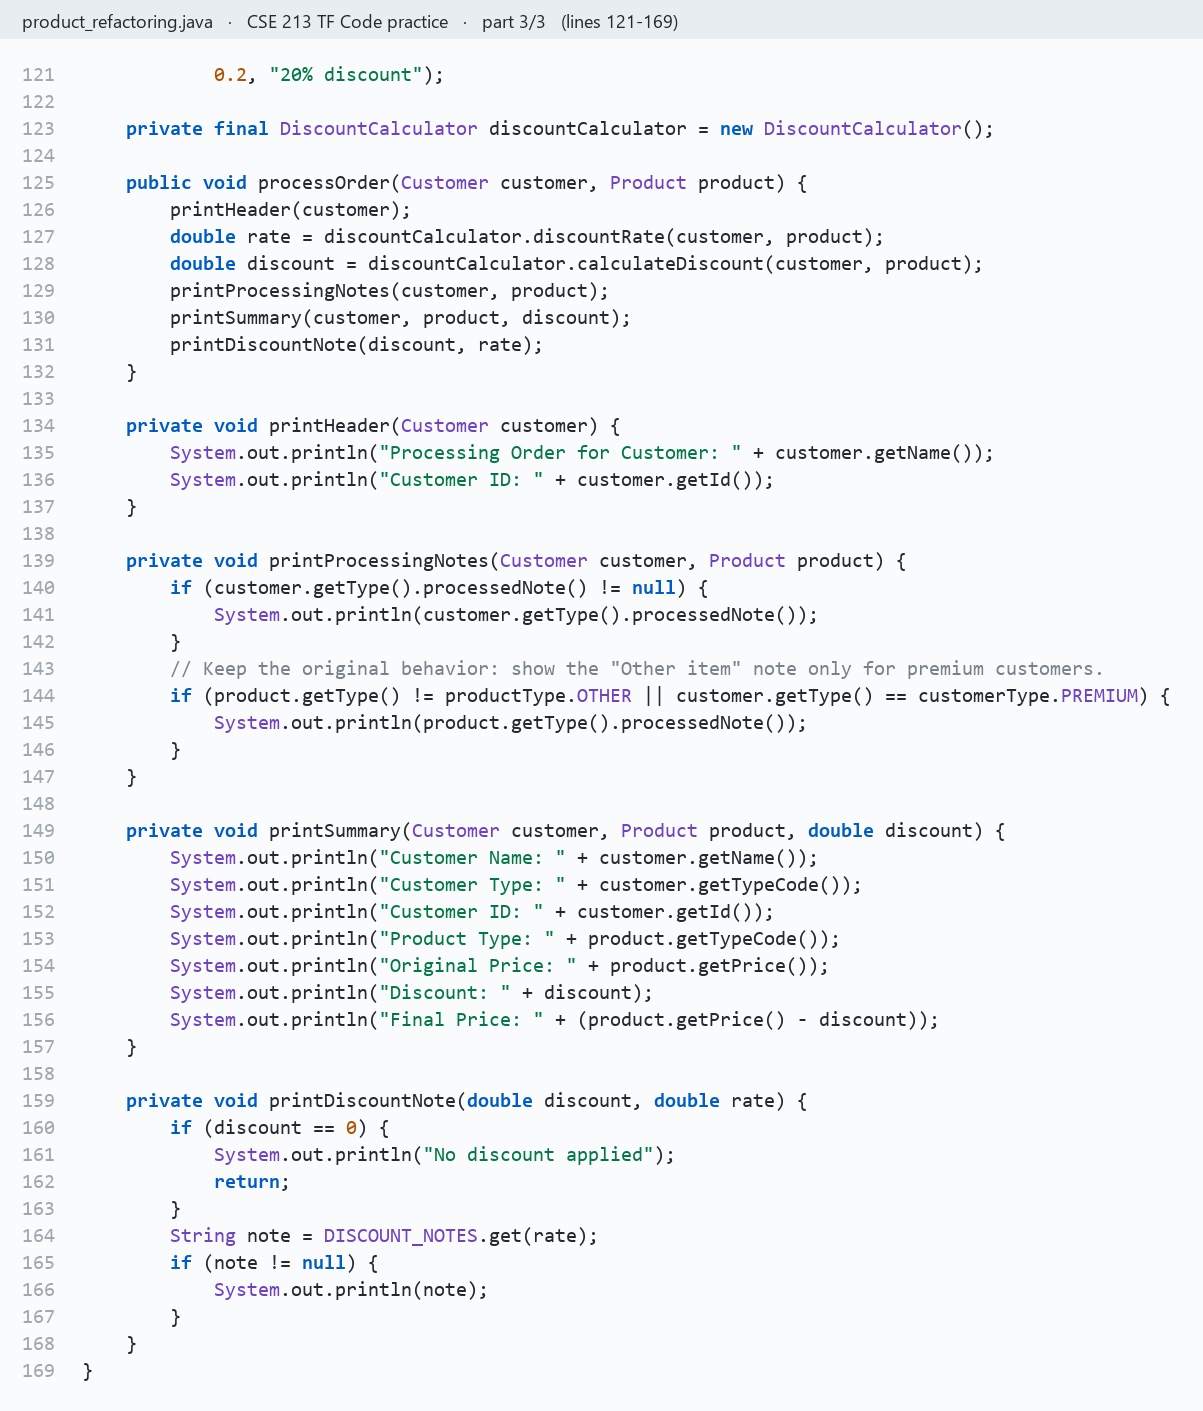 product_refactoring.java · CSE 213 TF Code practice · part 3/3 (lines 121-169)
121             0.2, "20% discount");
122
123     private final DiscountCalculator discountCalculator = new DiscountCalculator();
124
125     public void processOrder(Customer customer, Product product) {
126         printHeader(customer);
127         double rate = discountCalculator.discountRate(customer, product);
128         double discount = discountCalculator.calculateDiscount(customer, product);
129         printProcessingNotes(customer, product);
130         printSummary(customer, product, discount);
131         printDiscountNote(discount, rate);
132     }
133
134     private void printHeader(Customer customer) {
135         System.out.println("Processing Order for Customer: " + customer.getName());
136         System.out.println("Customer ID: " + customer.getId());
137     }
138
139     private void printProcessingNotes(Customer customer, Product product) {
140         if (customer.getType().processedNote() != null) {
141             System.out.println(customer.getType().processedNote());
142         }
143         // Keep the original behavior: show the "Other item" note only for premium customers.
144         if (product.getType() != productType.OTHER || customer.getType() == customerType.PREMIUM) {
145             System.out.println(product.getType().processedNote());
146         }
147     }
148
149     private void printSummary(Customer customer, Product product, double discount) {
150         System.out.println("Customer Name: " + customer.getName());
151         System.out.println("Customer Type: " + customer.getTypeCode());
152         System.out.println("Customer ID: " + customer.getId());
153         System.out.println("Product Type: " + product.getTypeCode());
154         System.out.println("Original Price: " + product.getPrice());
155         System.out.println("Discount: " + discount);
156         System.out.println("Final Price: " + (product.getPrice() - discount));
157     }
158
159     private void printDiscountNote(double discount, double rate) {
160         if (discount == 0) {
161             System.out.println("No discount applied");
162             return;
163         }
164         String note = DISCOUNT_NOTES.get(rate);
165         if (note != null) {
166             System.out.println(note);
167         }
168     }
169 }